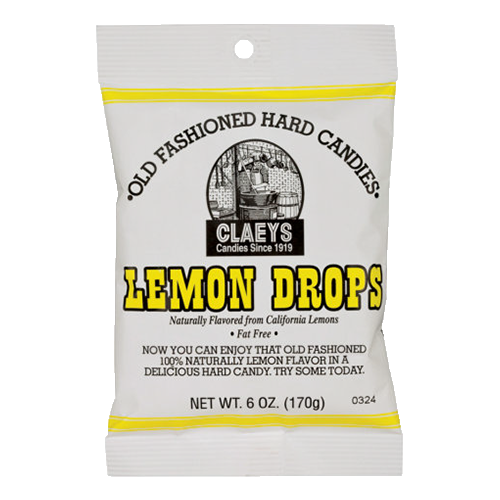 •OLD FASHIONED HARD CANDIES•
CLAEYS
Candies Since 1919
LEMON DROPS
Naturally Flavored from California Lemons
• Fat Free •
NOW YOU CAN ENJOY THAT OLD FASHIONED
100% NATURALLY LEMON FLAVOR IN A
DELICIOUS HARD CANDY. TRY SOME TODAY.
NET WT. 6 OZ. (170g)
0324